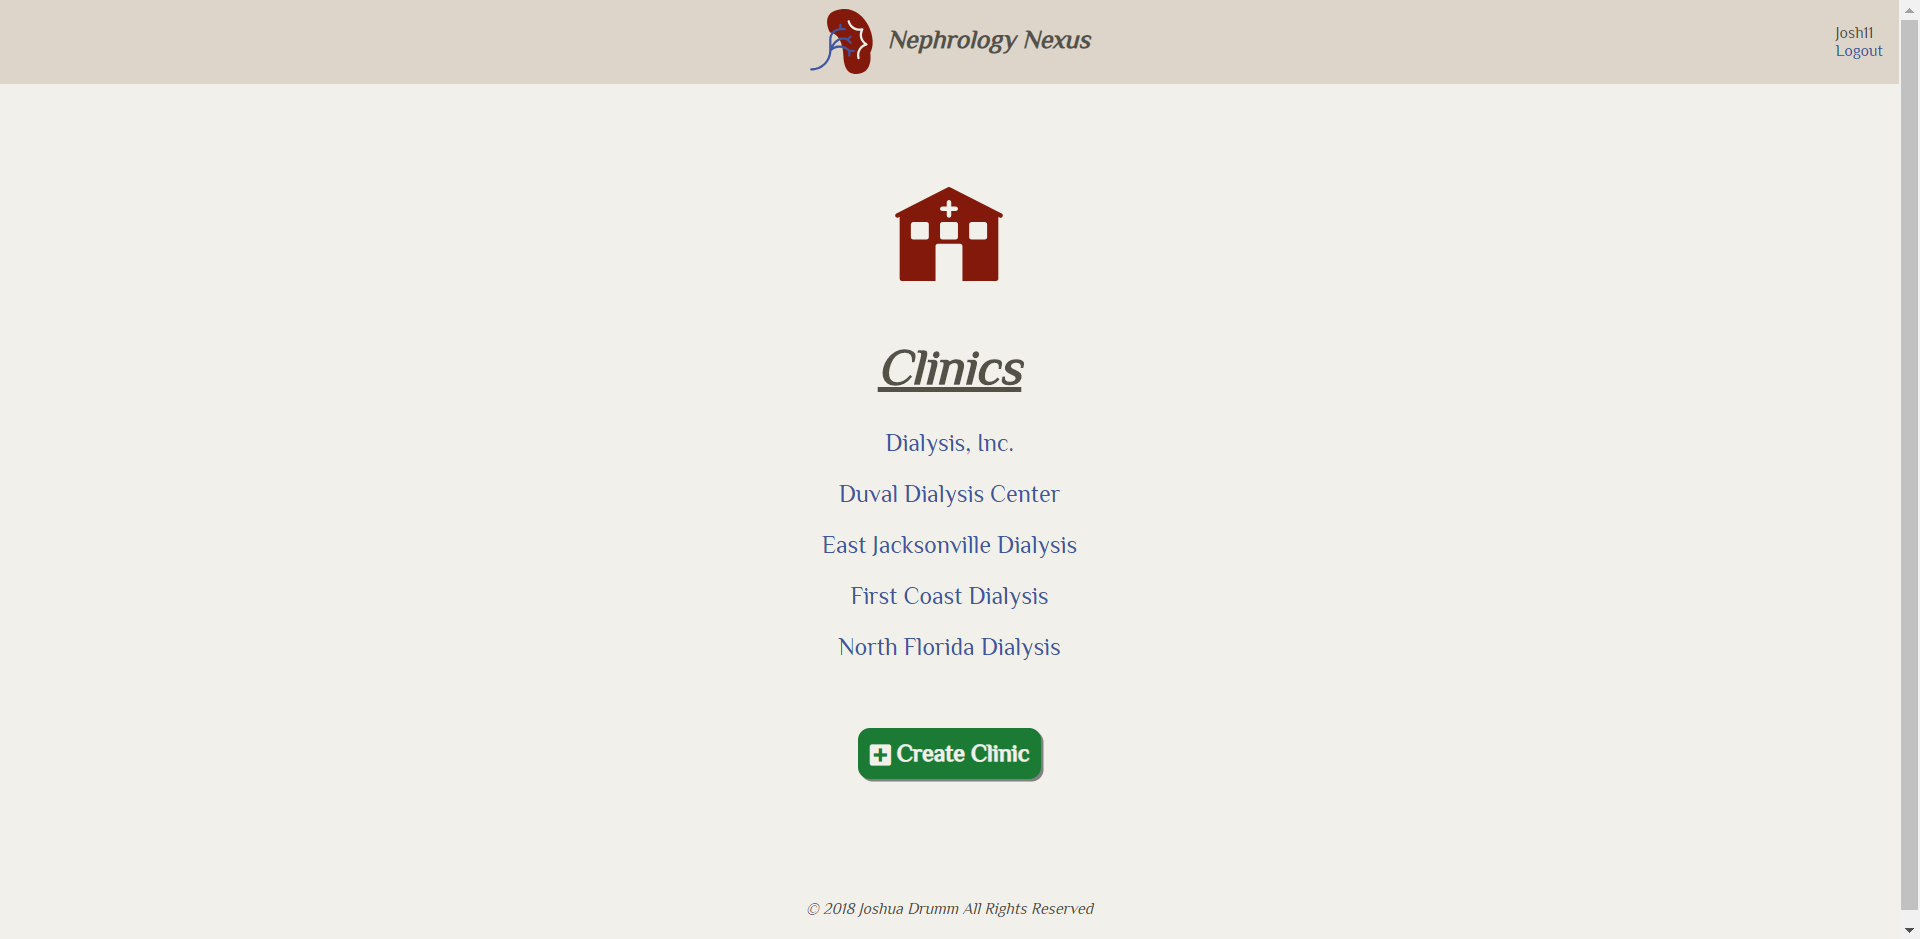 Nephrology Nexus
Josh11
Logout
Clinics
Dialysis, Inc.
Duval Dialysis Center
East Jacksonville Dialysis
First Coast Dialysis
North Florida Dialysis
Create Clinic
© 2018 Joshua Drumm All Rights Reserved